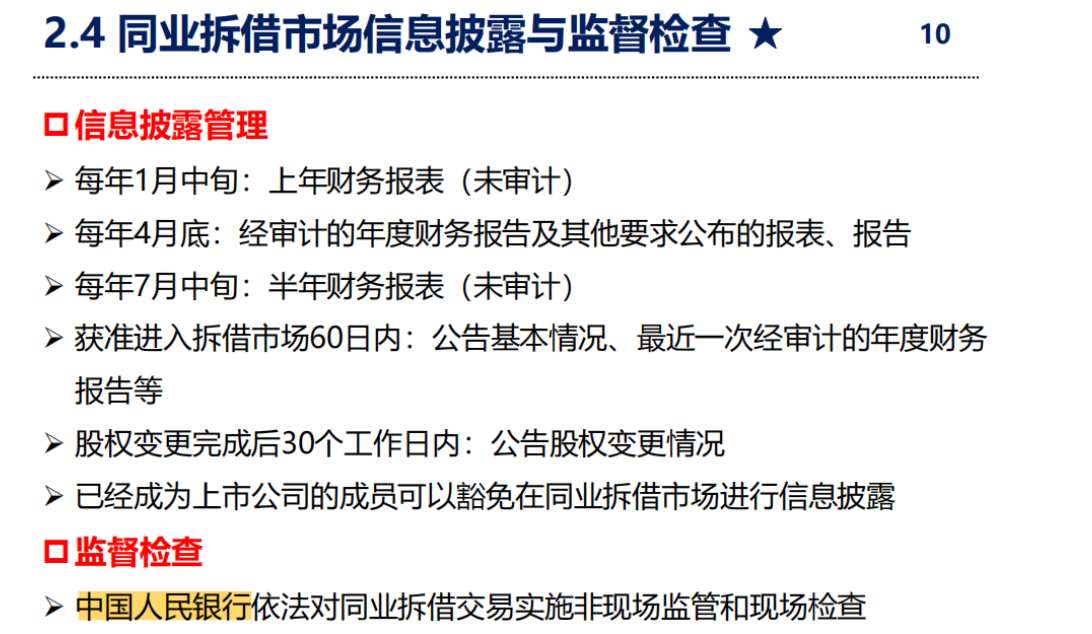 2.4 同业拆借市场信息披露与监督检查 ★ 10
信息披露管理
➢ 每年1月中旬：上年财务报表（未审计）
➢ 每年4月底：经审计的年度财务报告及其他要求公布的报表、报告
➢ 每年7月中旬：半年财务报表（未审计）
➢ 获准进入拆借市场60日内：公告基本情况、最近一次经审计的年度财务
报告等
➢ 股权变更完成后30个工作日内：公告股权变更情况
➢ 已经成为上市公司的成员可以豁免在同业拆借市场进行信息披露
监督检查
➢ 中国人民银行依法对同业拆借交易实施非现场监管和现场检查